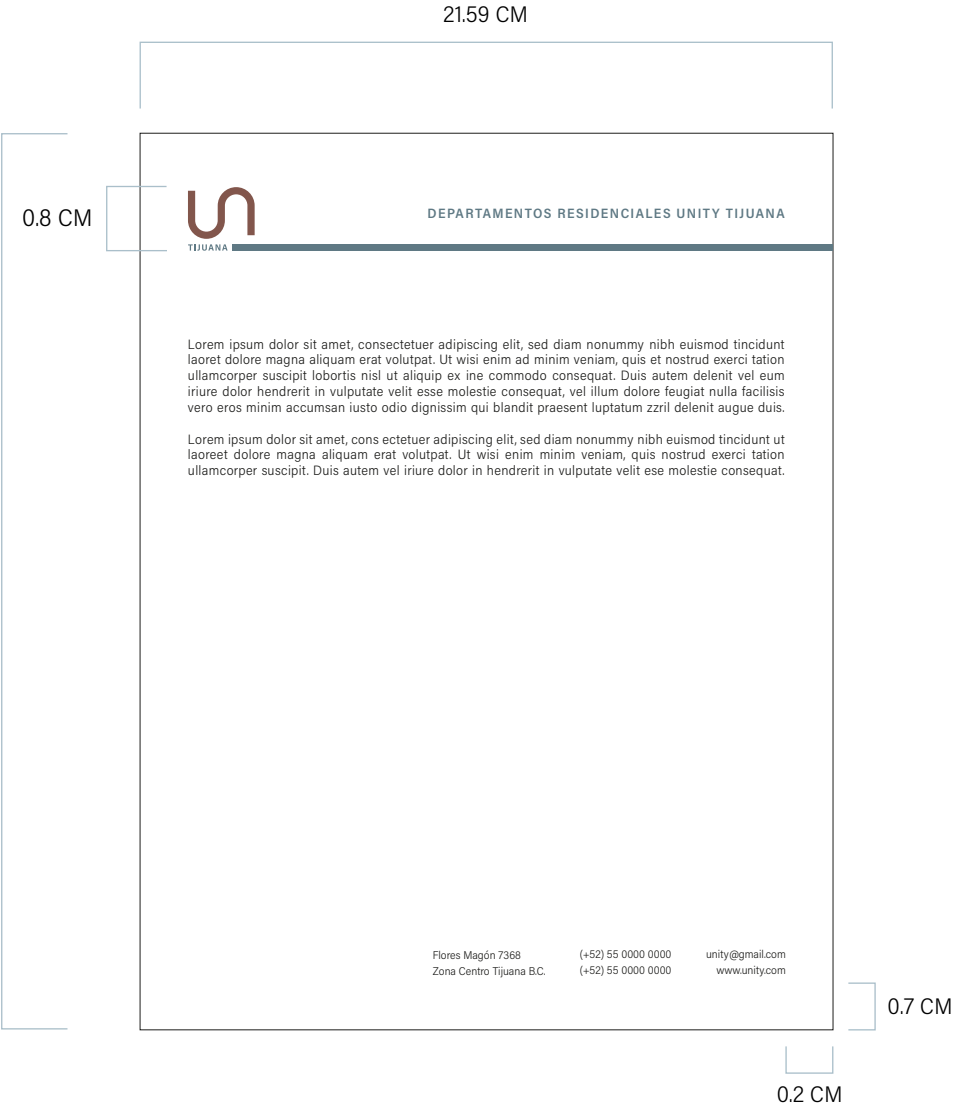 21.59 CM
0.8 CM
UN
TIJUANA
DEPARTAMENTOS RESIDENCIALES UNITY TIJUANA
Lorem ipsum dolor sit amet, consectetuer adipiscing elit, sed diam nonummy nibh euismod tincidunt
laoret dolore magna aliquam erat volutpat. Ut wisi enim ad minim veniam, quis et nostrud exerci tation
ullamcorper suscipit lobortis nisl ut aliquip ex ine commodo consequat. Duis autem delenit vel eum
iriure dolor hendrerit in vulputate velit esse molestie consequat, vel illum dolore feugiat nulla facilisis
vero eros minim accumsan iusto odio dignissim qui blandit praesent luptatum zzril delenit augue duis.
Lorem ipsum dolor sit amet, cons ectetuer adipiscing elit, sed diam nonummy nibh euismod tincidunt ut
laoreet dolore magna aliquam erat volutpat. Ut wisi enim minim veniam, quis nostrud exerci tation
ullamcorper suscipit. Duis autem vel iriure dolor in hendrerit in vulputate velit ese molestie consequat.
Flores Magón 7368 (+52) 55 0000 0000 unity@gmail.com
Zona Centro Tijuana B.C. (+52) 55 0000 0000 www.unity.com
0.7 CM
0.2 CM